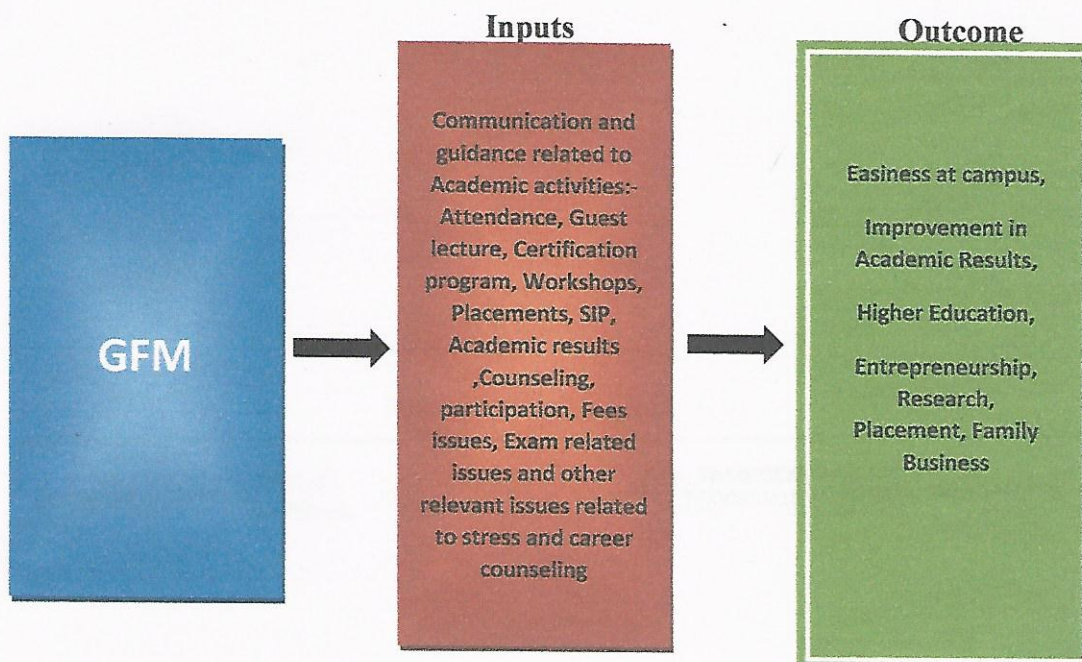 Inputs
Outcome
GFM
Communication and
guidance related to
Academic activities:-
Attendance, Guest
lecture, Certification
program, Workshops,
Placements, SIP,
Academic results
,Counseling,
participation, Fees
issues, Exam related
issues and other
relevant issues related
to stress and career
counseling
Easiness at campus,
Improvement in
Academic Results,
Higher Education,
Entrepreneurship,
Research,
Placement, Family
Business